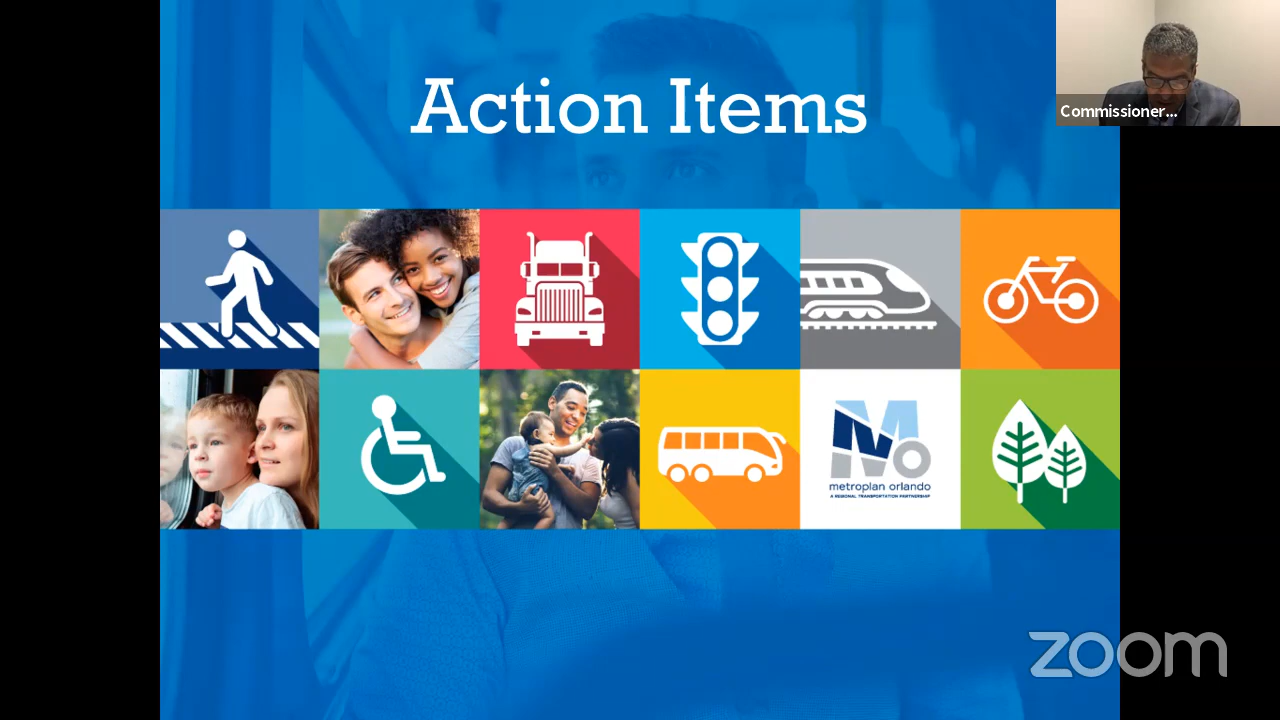 Action Items
Commissioner...
metroplan orlando
A REGIONAL TRANSPORTATION PARTNERSHIP
zoom